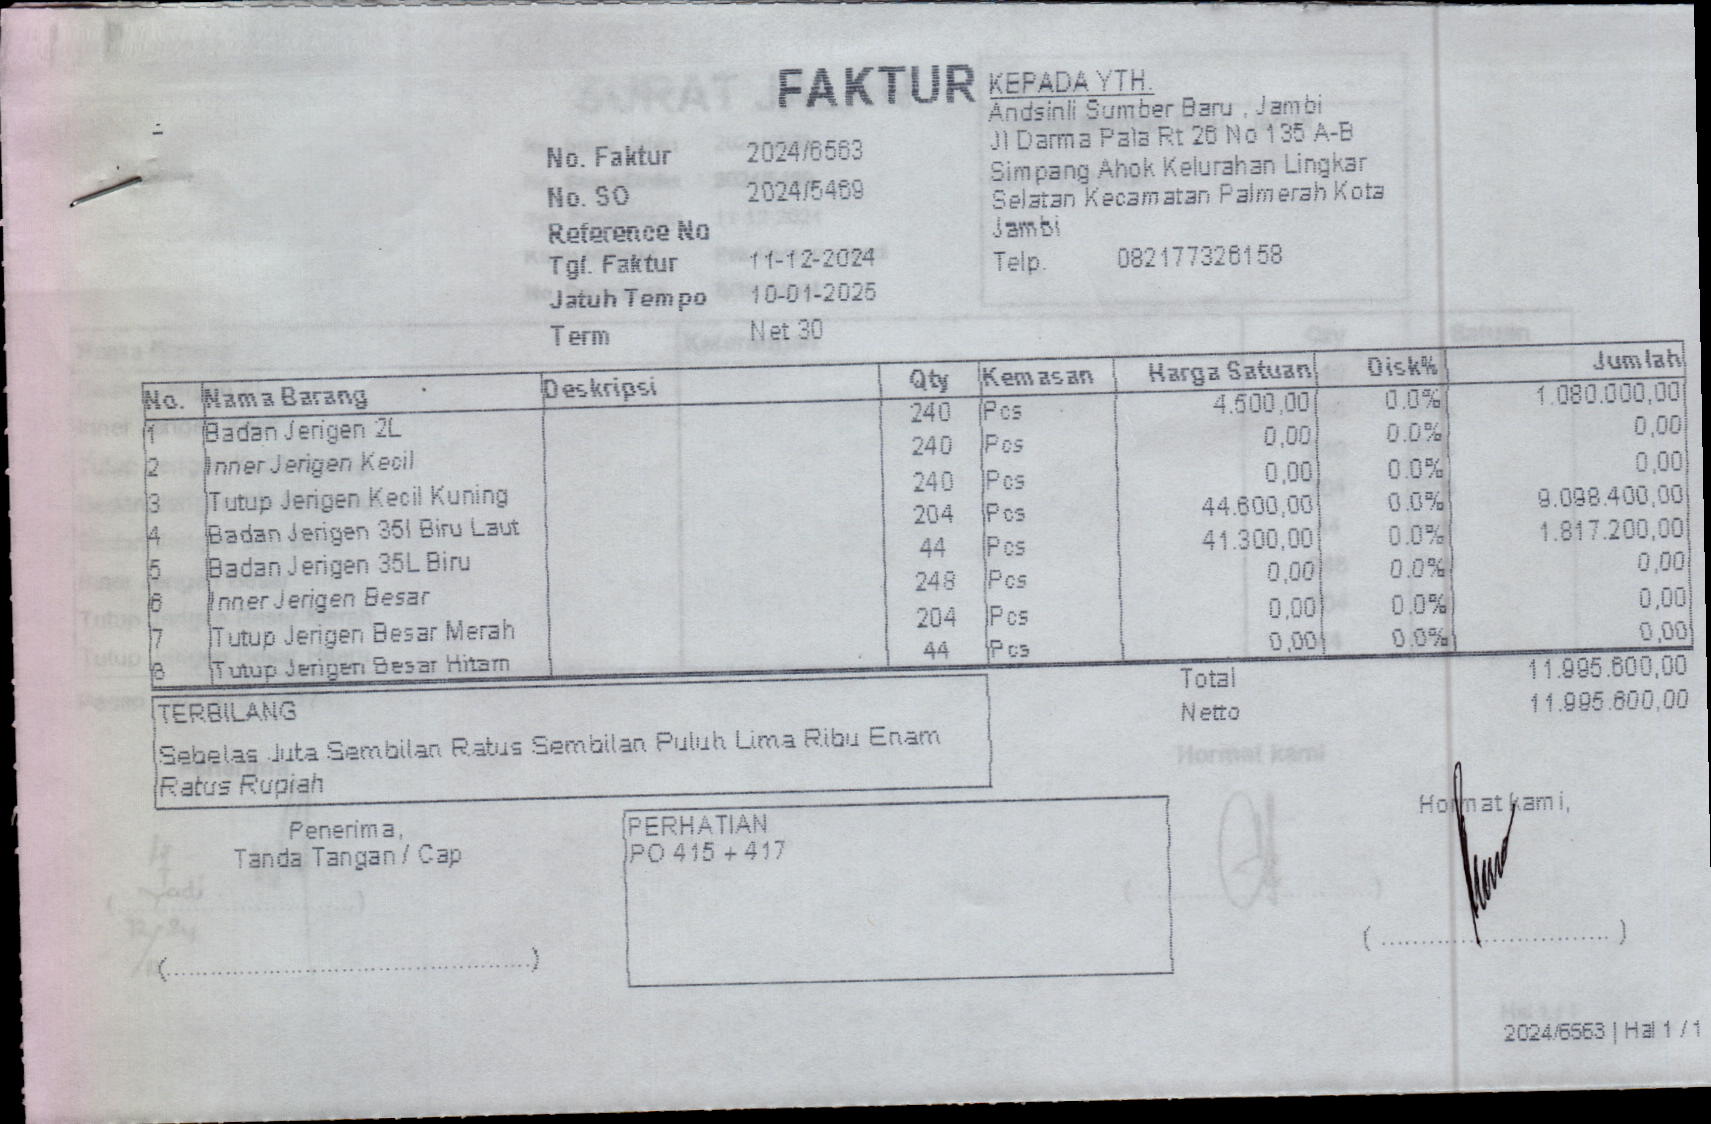 FAKTUR
No. Faktur 2024/6563
No. SO 2024/5469
Reference No
Tgl. Faktur 11-12-2024
Jatuh Tempo 10-01-2025
Term Net 30
KEPADA YTH.
Andsinli Sumber Baru , Jambi
Jl Darma Pala Rt 26 No 135 A-B
Simpang Ahok Kelurahan Lingkar
Selatan Kecamatan Palmerah Kota
Jambi
Telp. 082177326158
No. Nama Barang Deskripsi Qty Kemasan Harga Satuan Disk% Jumlah
1 Badan Jerigen 2L 240 Pcs 4.500,00 0.0% 1.080.000,00
2 Inner Jerigen Kecil 240 Pcs 0,00 0.0% 0,00
3 Tutup Jerigen Kecil Kuning 240 Pcs 0,00 0.0% 0,00
4 Badan Jerigen 35l Biru Laut 204 Pcs 44.600,00 0.0% 9.098.400,00
5 Badan Jerigen 35L Biru 44 Pcs 41.300,00 0.0% 1.817.200,00
6 Inner Jerigen Besar 248 Pcs 0,00 0.0% 0,00
7 Tutup Jerigen Besar Merah 204 Pcs 0,00 0.0% 0,00
8 Tutup Jerigen Besar Hitam 44 Pcs 0,00 0.0% 0,00
Total 11.995.600,00
Netto 11.995.600,00
TERBILANG
Sebelas Juta Sembilan Ratus Sembilan Puluh Lima Ribu Enam
Ratus Rupiah
Penerima,
Tanda Tangan / Cap
PERHATIAN
PO 415 + 417
Hormat kami,
2024/6563 | Hal 1 / 1